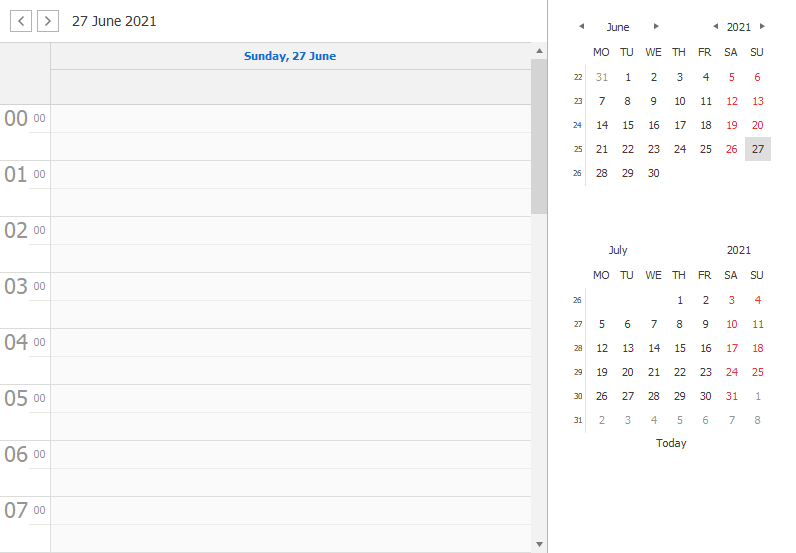 27 June 2021
Sunday, 27 June
00 00
01 00
02 00
03 00
04 00
05 00
06 00
07 00
June 2021
MO TU WE TH FR SA SU
22 31 1 2 3 4 5 6
23 7 8 9 10 11 12 13
24 14 15 16 17 18 19 20
25 21 22 23 24 25 26 27
26 28 29 30
July 2021
MO TU WE TH FR SA SU
26 1 2 3 4
27 5 6 7 8 9 10 11
28 12 13 14 15 16 17 18
29 19 20 21 22 23 24 25
30 26 27 28 29 30 31 1
31 2 3 4 5 6 7 8
Today